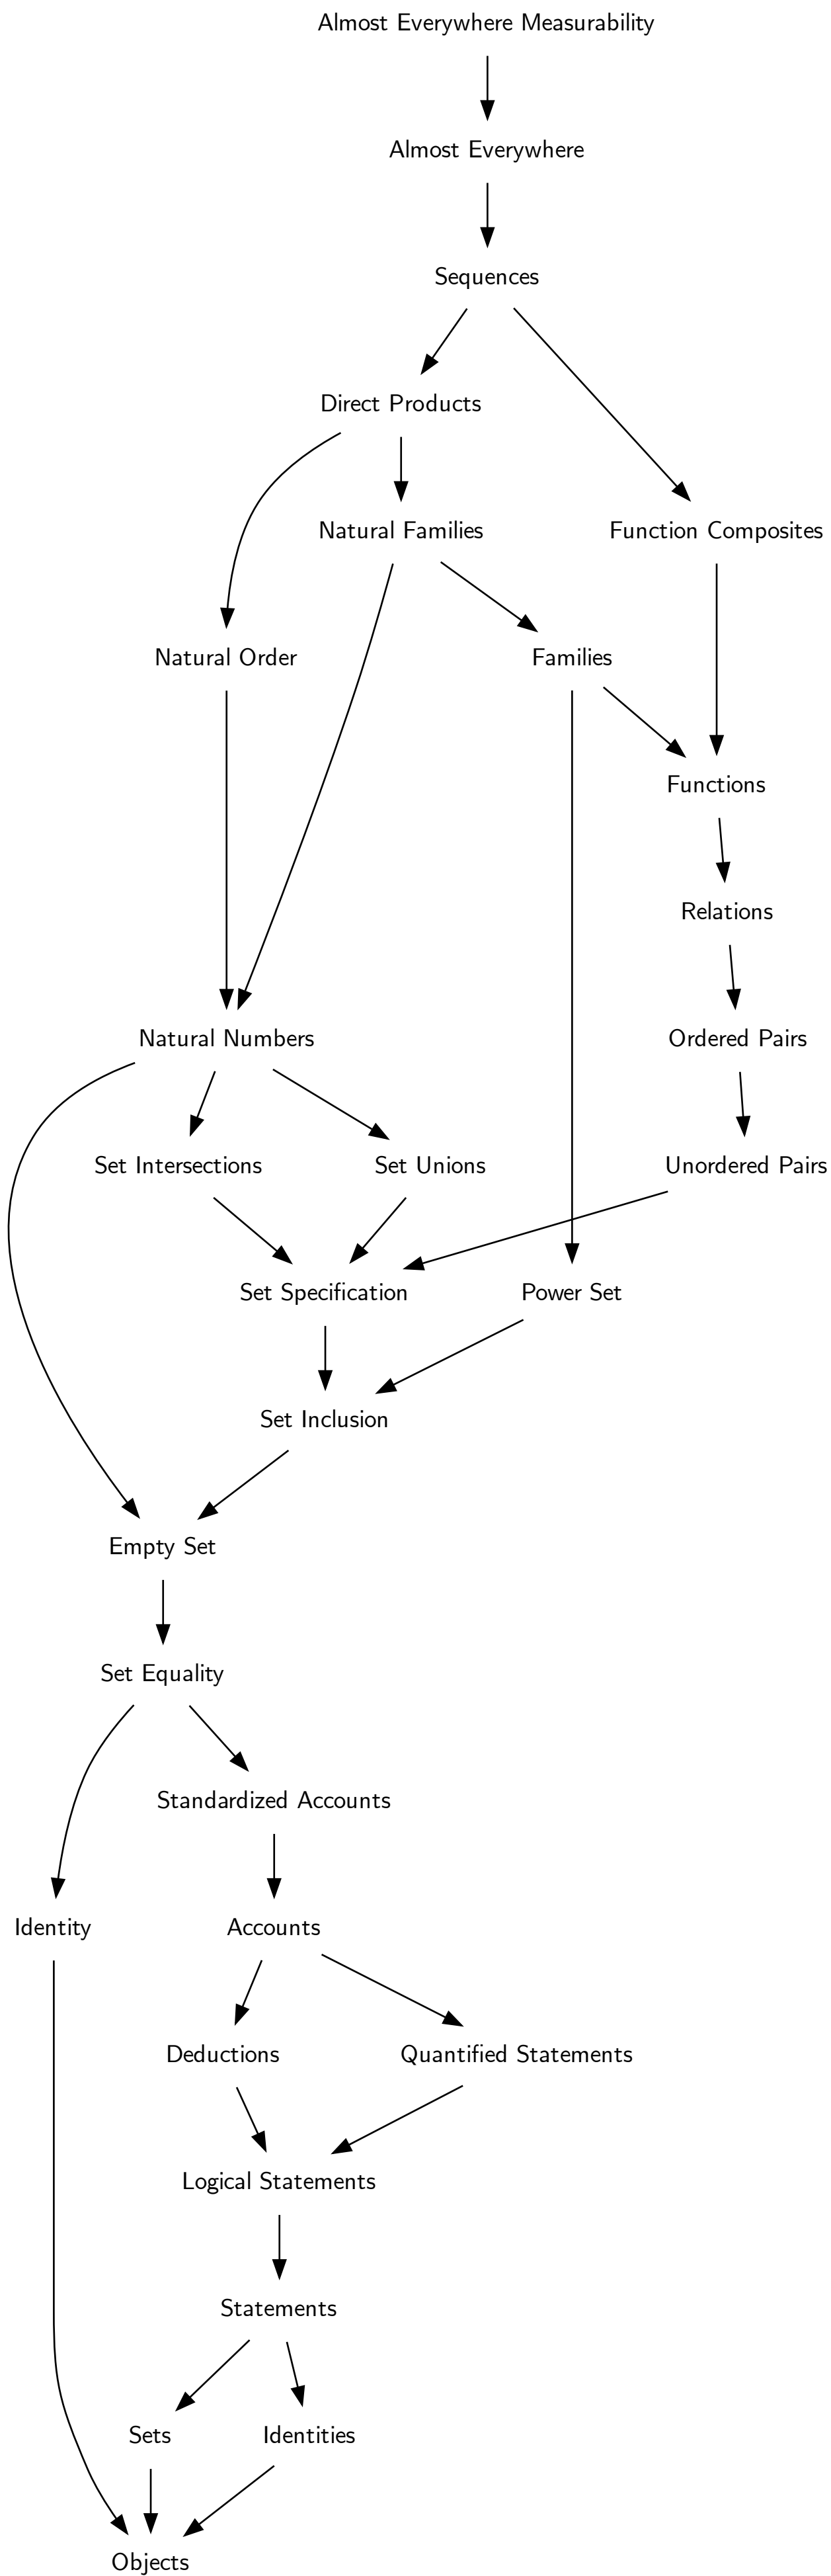 Almost Everywhere Measurability
Almost Everywhere
Sequences
Direct Products
Natural Families
Function Composites
Natural Order
Families
Functions
Relations
Natural Numbers
Ordered Pairs
Set Intersections
Set Unions
Unordered Pairs
Set Specification
Power Set
Set Inclusion
Empty Set
Set Equality
Standardized Accounts
Identity
Accounts
Deductions
Quantified Statements
Logical Statements
Statements
Sets
Identities
Objects